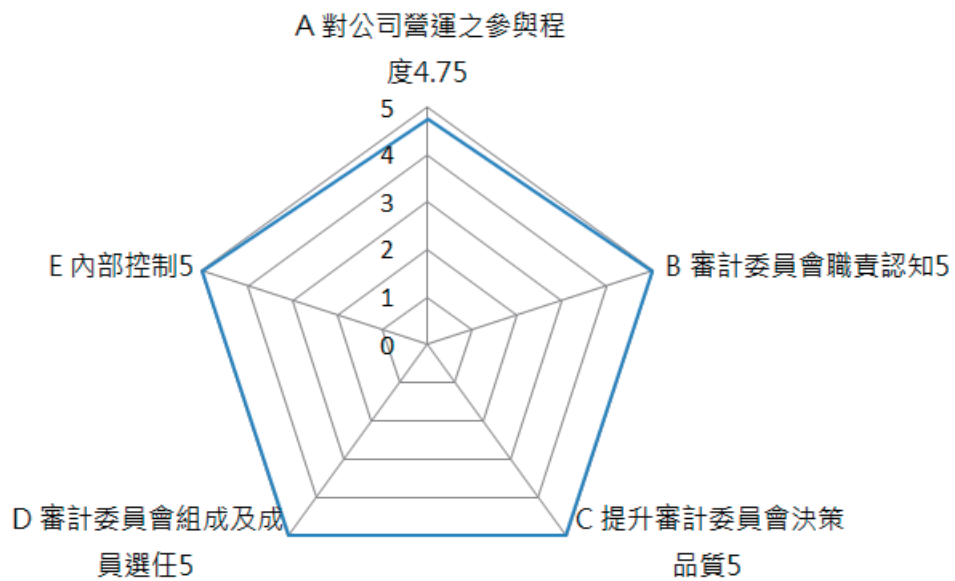 A 對公司營運之參與程
度4.75
5
4
3
2
1
0
E 內部控制5
B 審計委員會職責認知5
D 審計委員會組成及成
員選任5
C 提升審計委員會決策
品質5